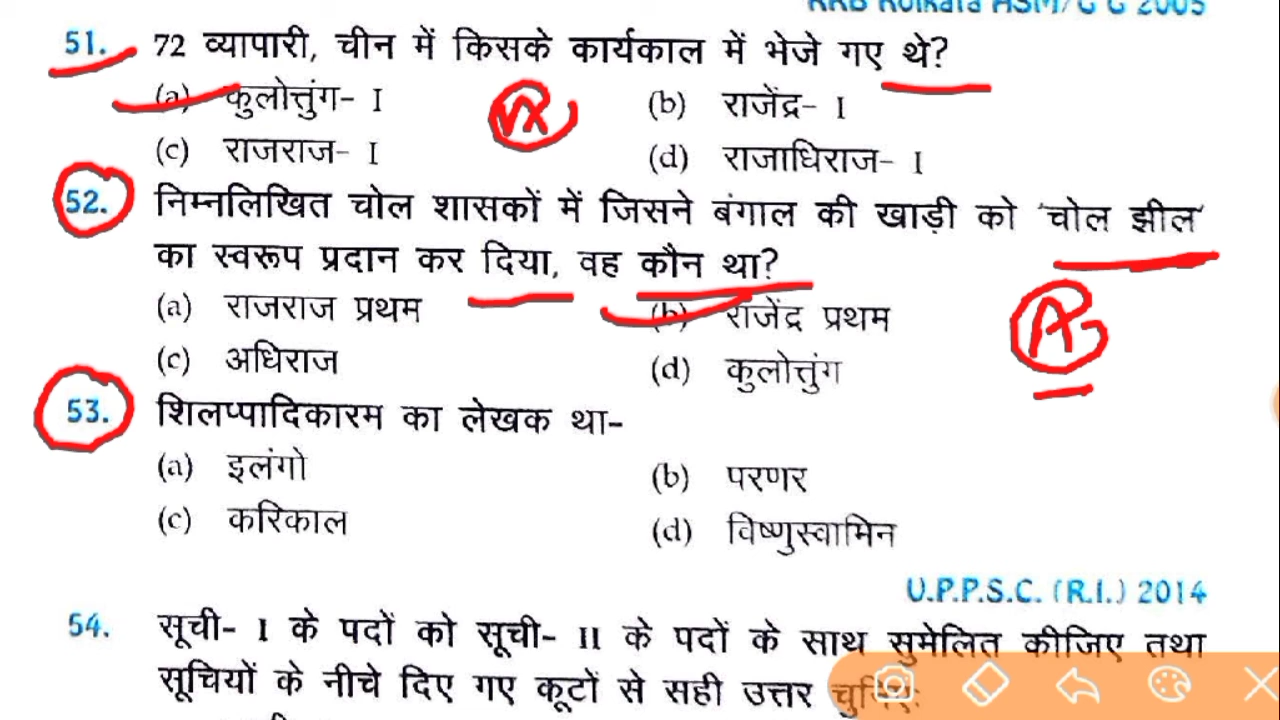 RRB Kolkata ASM/G G 2005
51. 72 व्यापारी, चीन में किसके कार्यकाल में भेजे गए थे?
(a) कुलोत्तुंग- I (b) राजेंद्र- I
(c) राजराज- I (d) राजाधिराज- I
52. निम्नलिखित चोल शासकों में जिसने बंगाल की खाड़ी को 'चोल झील'
का स्वरूप प्रदान कर दिया, वह कौन था?
(a) राजराज प्रथम (b) राजेंद्र प्रथम
(c) अधिराज (d) कुलोत्तुंग
53. शिलप्पादिकारम का लेखक था-
(a) इलंगो (b) परणर
(c) करिकाल (d) विष्णुस्वामिन
U.P.P.S.C. (R.I.) 2014
54. सूची- I के पदों को सूची- II के पदों के साथ सुमेलित कीजिए तथा
सूचियों के नीचे दिए गए कूटों से सही उत्तर चुनिए: